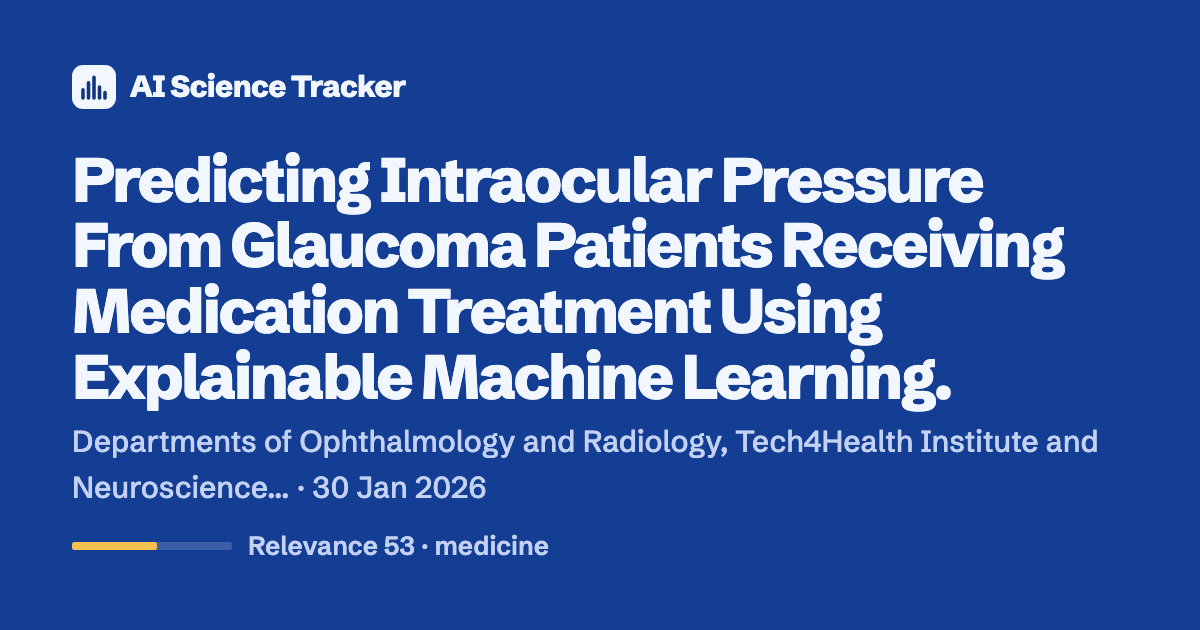 AI Science Tracker
Predicting Intraocular Pressure
From Glaucoma Patients Receiving
Medication Treatment Using
Explainable Machine Learning.
Departments of Ophthalmology and Radiology, Tech4Health Institute and
Neuroscience... · 30 Jan 2026
Relevance 53 · medicine